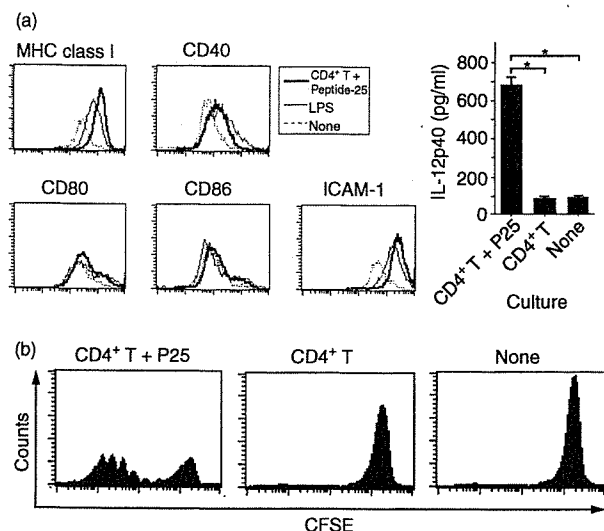 (a)
MHC class I
CD40
CD4⁺ T +
Peptide-25
LPS
None
CD80
CD86
ICAM-1
IL-12p40 (pg/ml)
800
600
400
200
0
CD4⁺ T + P25
CD4⁺ T
None
Culture
*
*
(b)
CD4⁺ T + P25
CD4⁺ T
None
Counts
CFSE